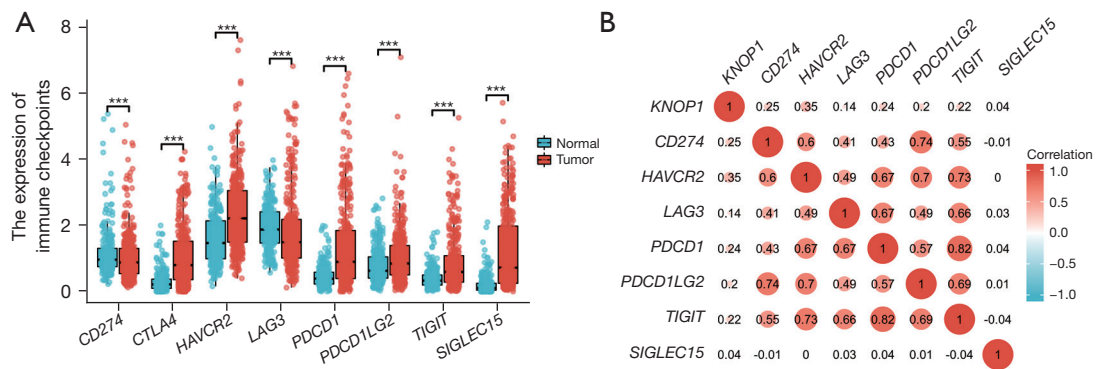 A
The expression of
immune checkpoints
8
6
4
2
0
*** *** *** *** *** *** *** ***
CD274 CTLA4 HAVCR2 LAG3 PDCD1 PDCD1LG2 TIGIT SIGLEC15
Normal
Tumor
B
KNOP1 CD274 HAVCR2 LAG3 PDCD1 PDCD1LG2 TIGIT SIGLEC15
KNOP1 1 0.25 0.35 0.14 0.24 0.2 0.22 0.04
CD274 0.25 1 0.6 0.41 0.43 0.74 0.55 -0.01
HAVCR2 0.35 0.6 1 0.49 0.67 0.7 0.73 0
LAG3 0.14 0.41 0.49 1 0.67 0.49 0.66 0.03
PDCD1 0.24 0.43 0.67 0.67 1 0.57 0.82 0.04
PDCD1LG2 0.2 0.74 0.7 0.49 0.57 1 0.69 0.01
TIGIT 0.22 0.55 0.73 0.66 0.82 0.69 1 -0.04
SIGLEC15 0.04 -0.01 0 0.03 0.04 0.01 -0.04 1
Correlation
1.0
0.5
0.0
−0.5
−1.0